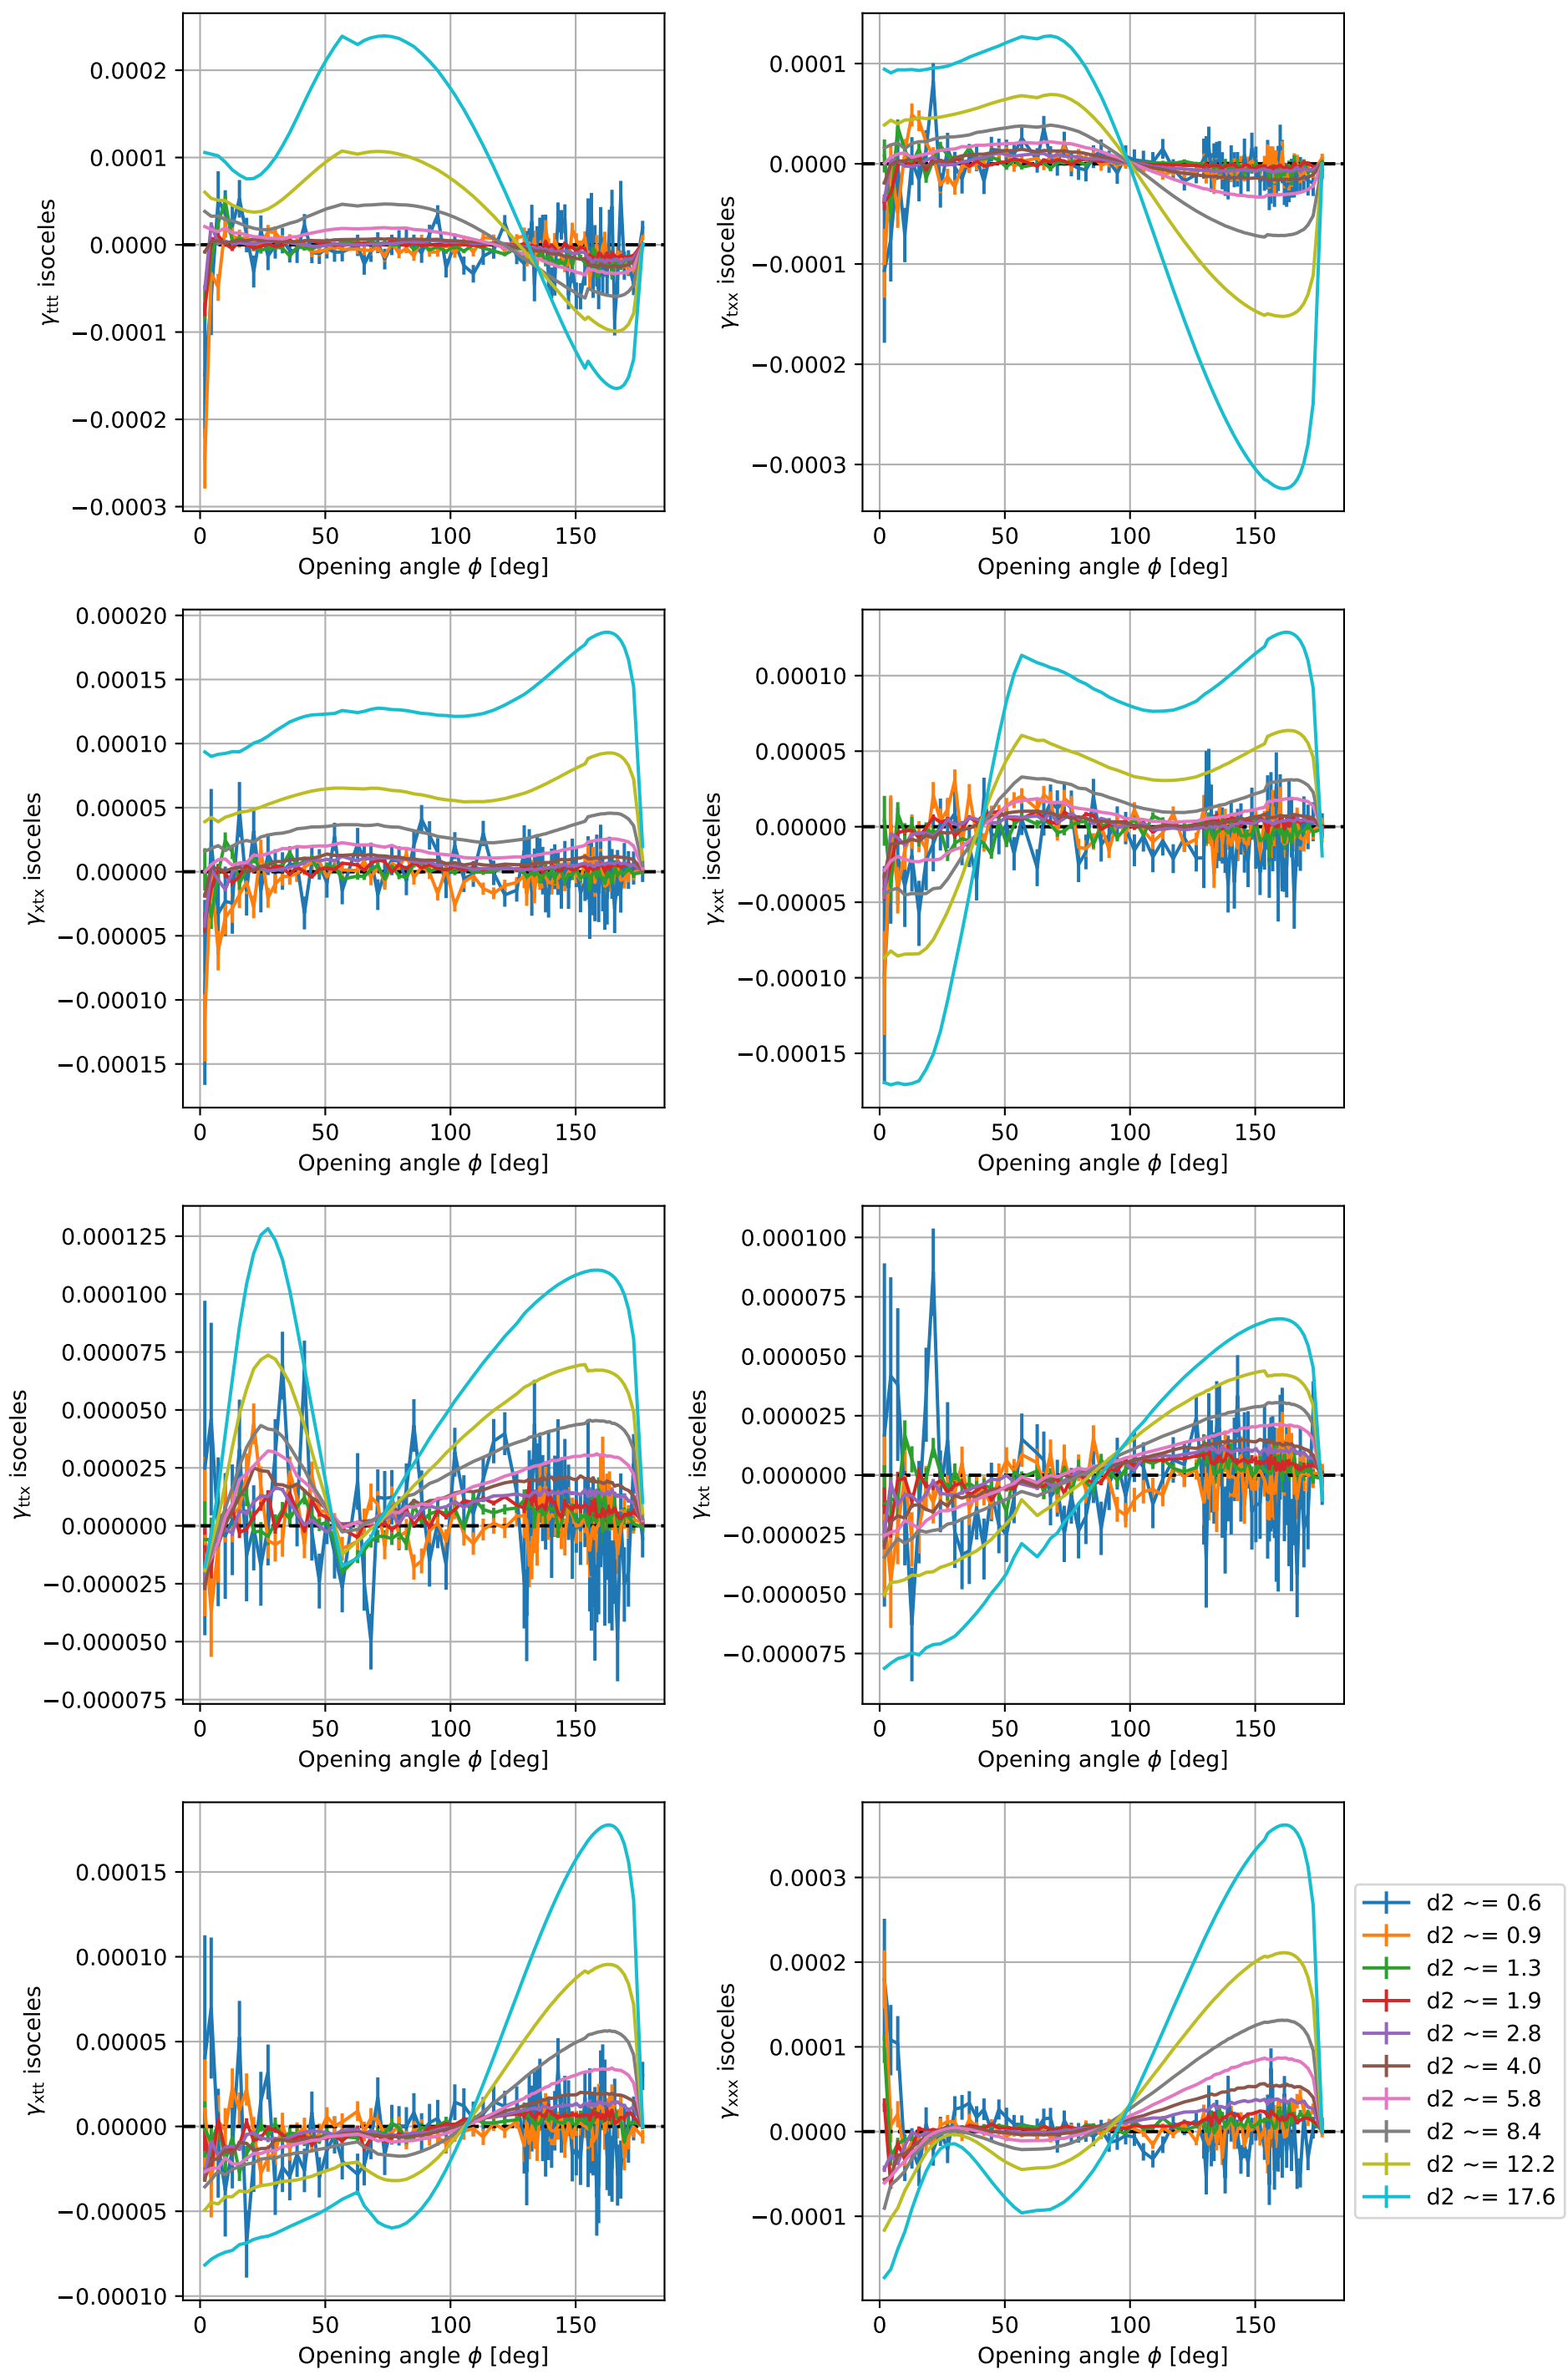 0.0002
0.0001
0.0000
−0.0001
−0.0002
−0.0003
γttt isoceles
0 50 100 150
Opening angle ϕ [deg]
0.0001
0.0000
−0.0001
−0.0002
−0.0003
γtxx isoceles
0 50 100 150
Opening angle ϕ [deg]
0.00020
0.00015
0.00010
0.00005
0.00000
−0.00005
−0.00010
−0.00015
γxtx isoceles
0 50 100 150
Opening angle ϕ [deg]
0.00010
0.00005
0.00000
−0.00005
−0.00010
−0.00015
γxxt isoceles
0 50 100 150
Opening angle ϕ [deg]
0.000125
0.000100
0.000075
0.000050
0.000025
0.000000
−0.000025
−0.000050
−0.000075
γttx isoceles
0 50 100 150
Opening angle ϕ [deg]
0.000100
0.000075
0.000050
0.000025
0.000000
−0.000025
−0.000050
−0.000075
γtxt isoceles
0 50 100 150
Opening angle ϕ [deg]
0.00015
0.00010
0.00005
0.00000
−0.00005
−0.00010
γxtt isoceles
0 50 100 150
Opening angle ϕ [deg]
0.0003
0.0002
0.0001
0.0000
−0.0001
γxxx isoceles
0 50 100 150
Opening angle ϕ [deg]
d2 ~= 0.6
d2 ~= 0.9
d2 ~= 1.3
d2 ~= 1.9
d2 ~= 2.8
d2 ~= 4.0
d2 ~= 5.8
d2 ~= 8.4
d2 ~= 12.2
d2 ~= 17.6